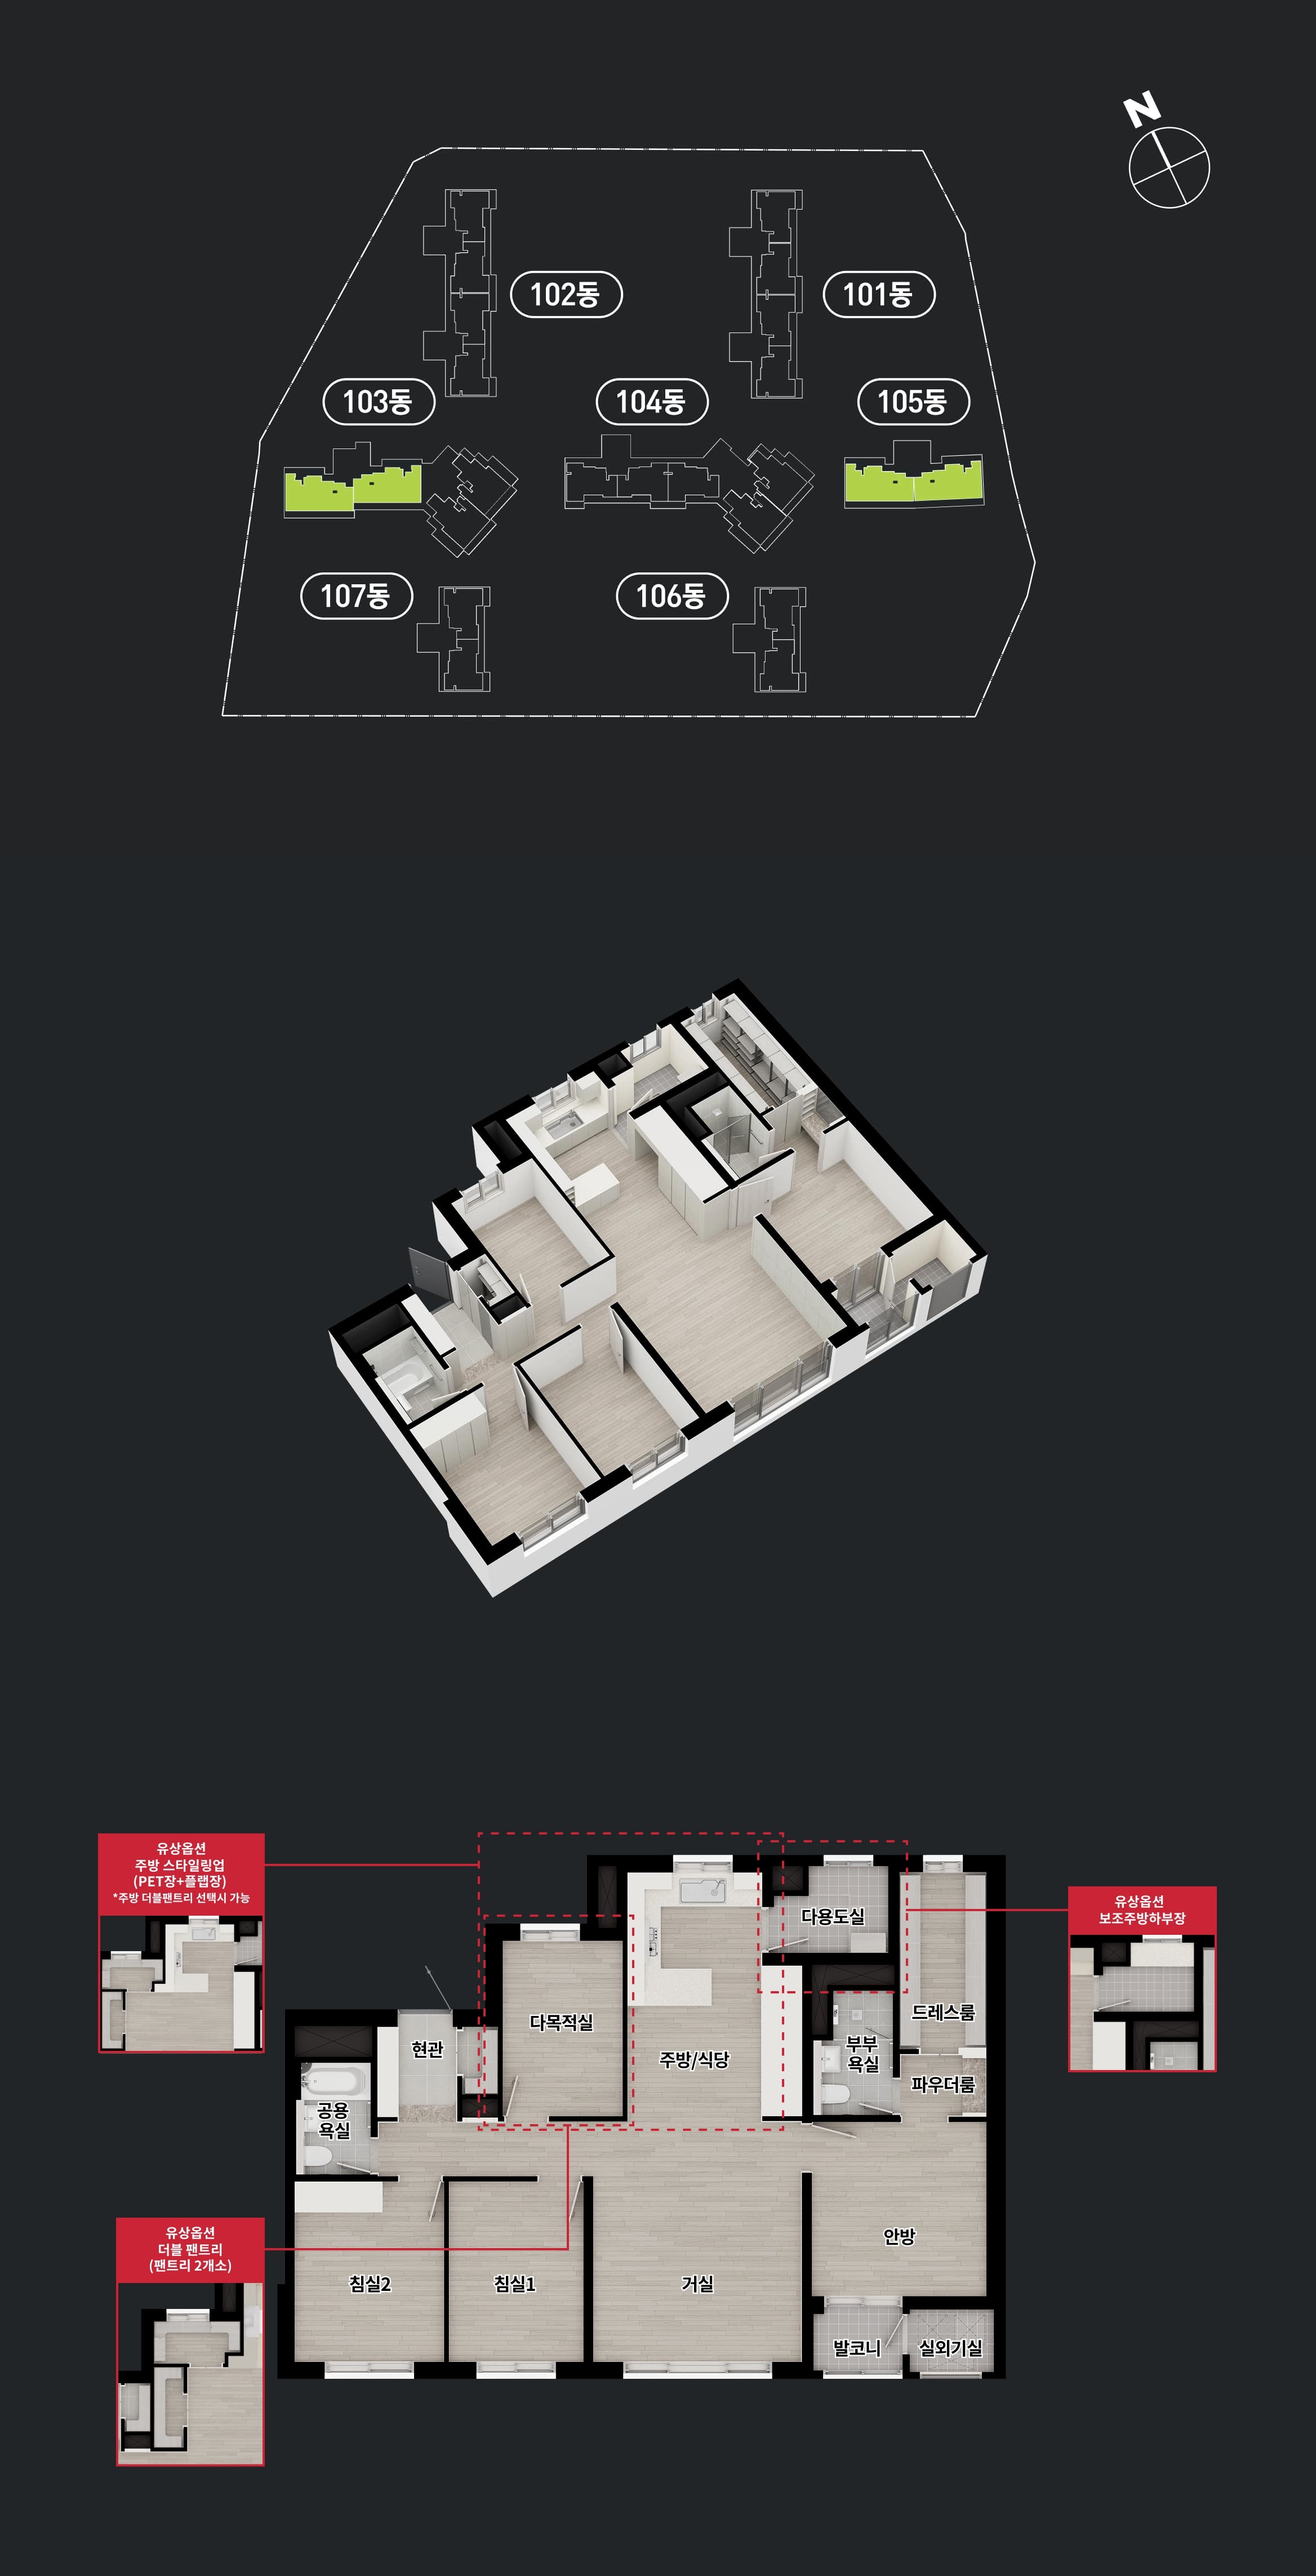 N
102동
101동
103동
104동
105동
107동
106동
유상옵션
주방 스타일링업
(PET장+플랩장)
*주방 더블팬트리 선택시 가능
유상옵션
보조주방하부장
다용도실
드레스룸
다목적실
현관
주방/식당
부부
욕실
파우더룸
공용
욕실
유상옵션
더블 팬트리
(팬트리 2개소)
안방
침실2
침실1
거실
발코니
실외기실